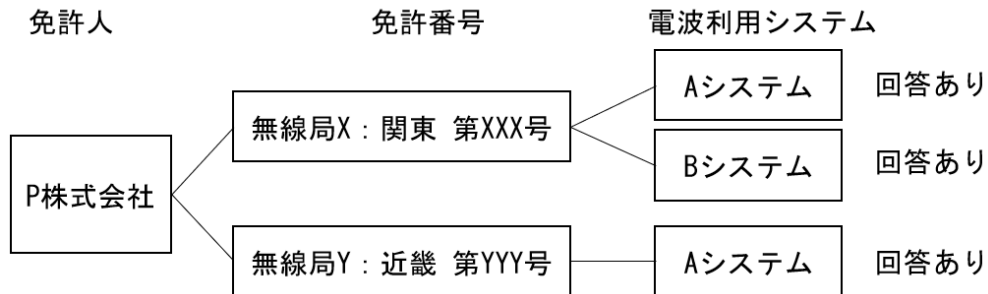 免許人 免許番号 電波利用システム
Aシステム 回答あり
無線局X：関東 第XXX号
P株式会社
Bシステム 回答あり
無線局Y：近畿 第YYY号 Aシステム 回答あり